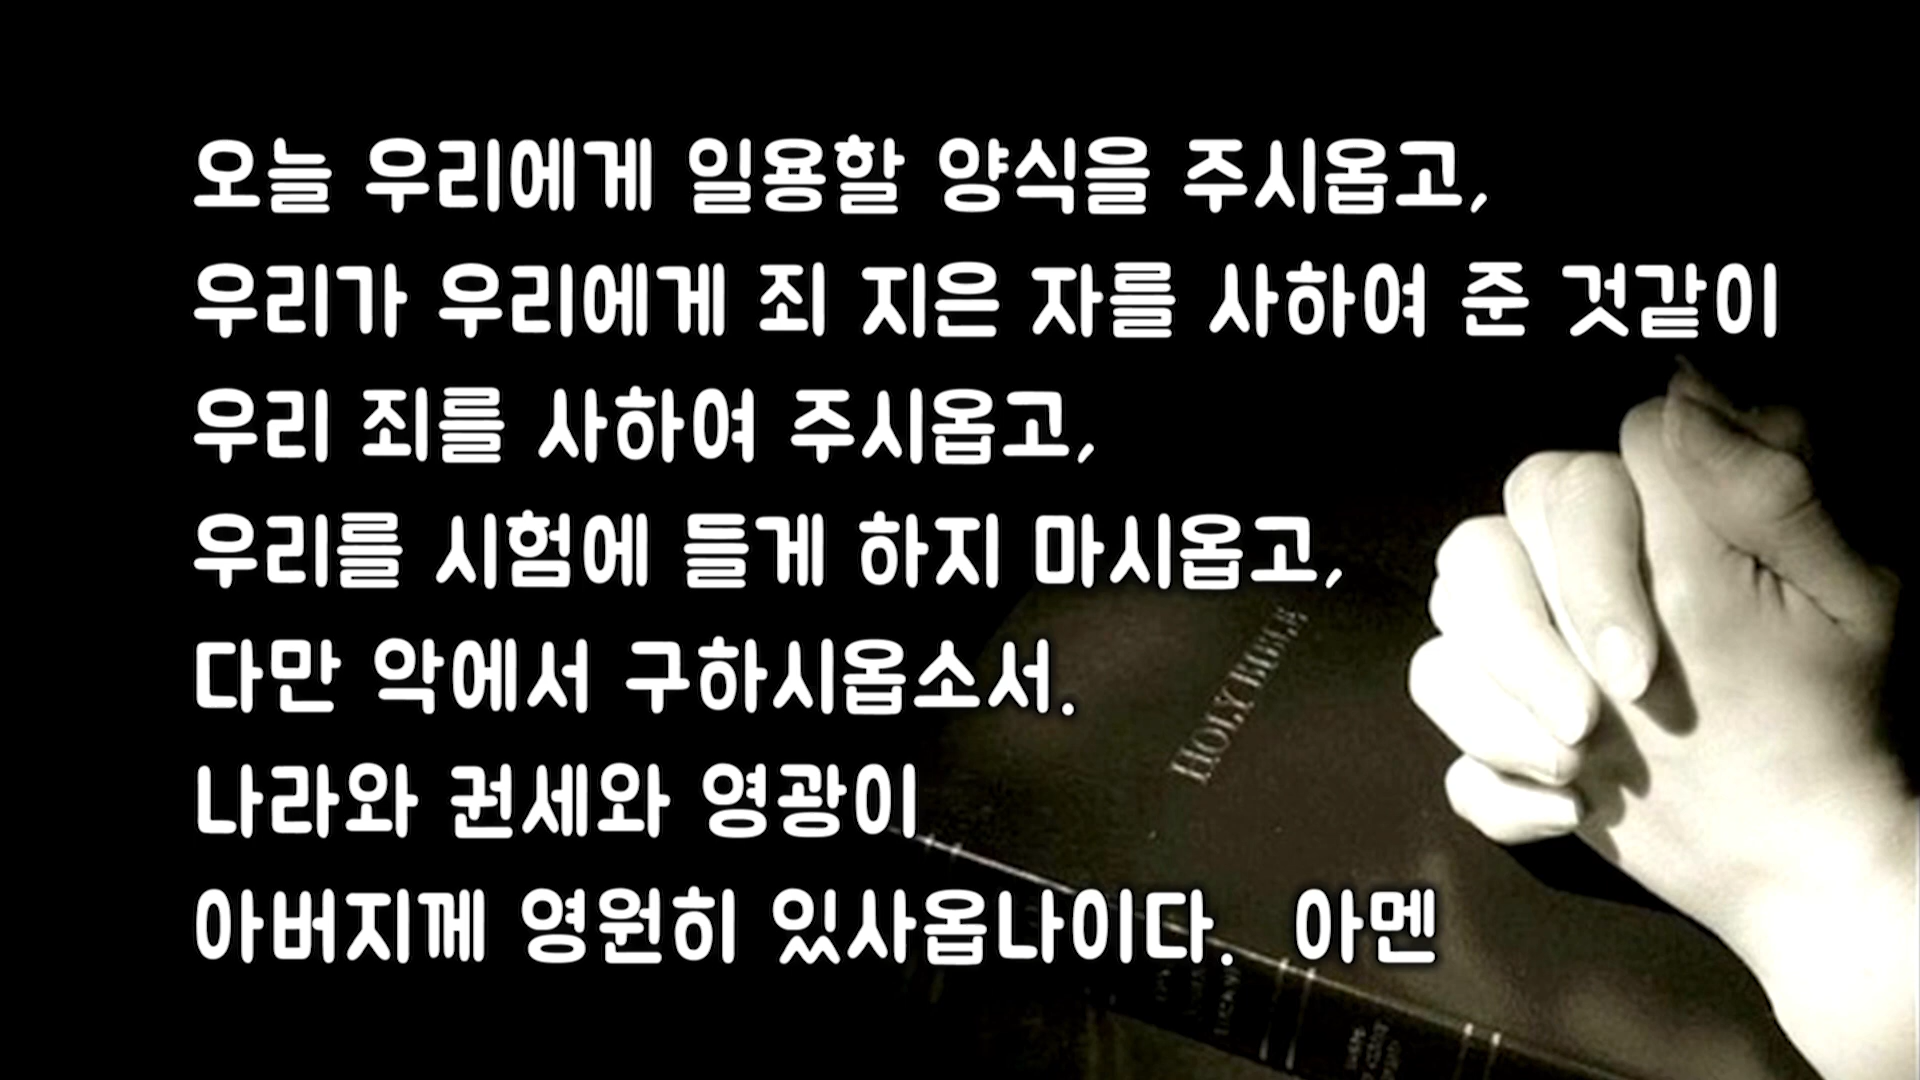 오늘 우리에게 일용할 양식을 주시옵고,
우리가 우리에게 죄 지은 자를 사하여 준 것같이
우리 죄를 사하여 주시옵고,
우리를 시험에 들게 하지 마시옵고,
다만 악에서 구하시옵소서.
나라와 권세와 영광이
아버지께 영원히 있사옵나이다. 아멘
HOLY BIBLE